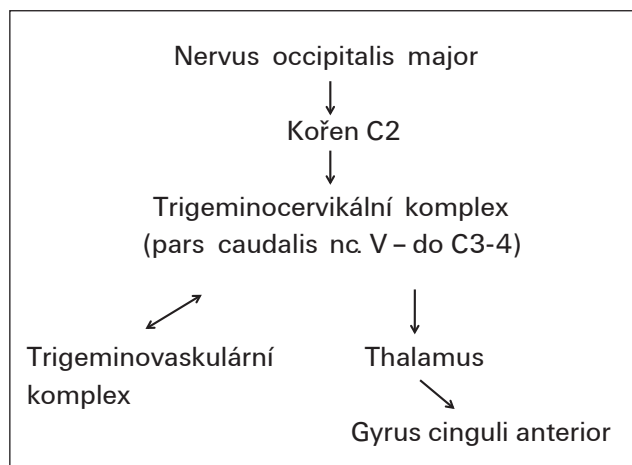 Nervus occipitalis major
Kořen C2
Trigeminocervikální komplex
(pars caudalis nc. V – do C3-4)
Trigeminovaskulární
komplex
Thalamus
Gyrus cinguli anterior